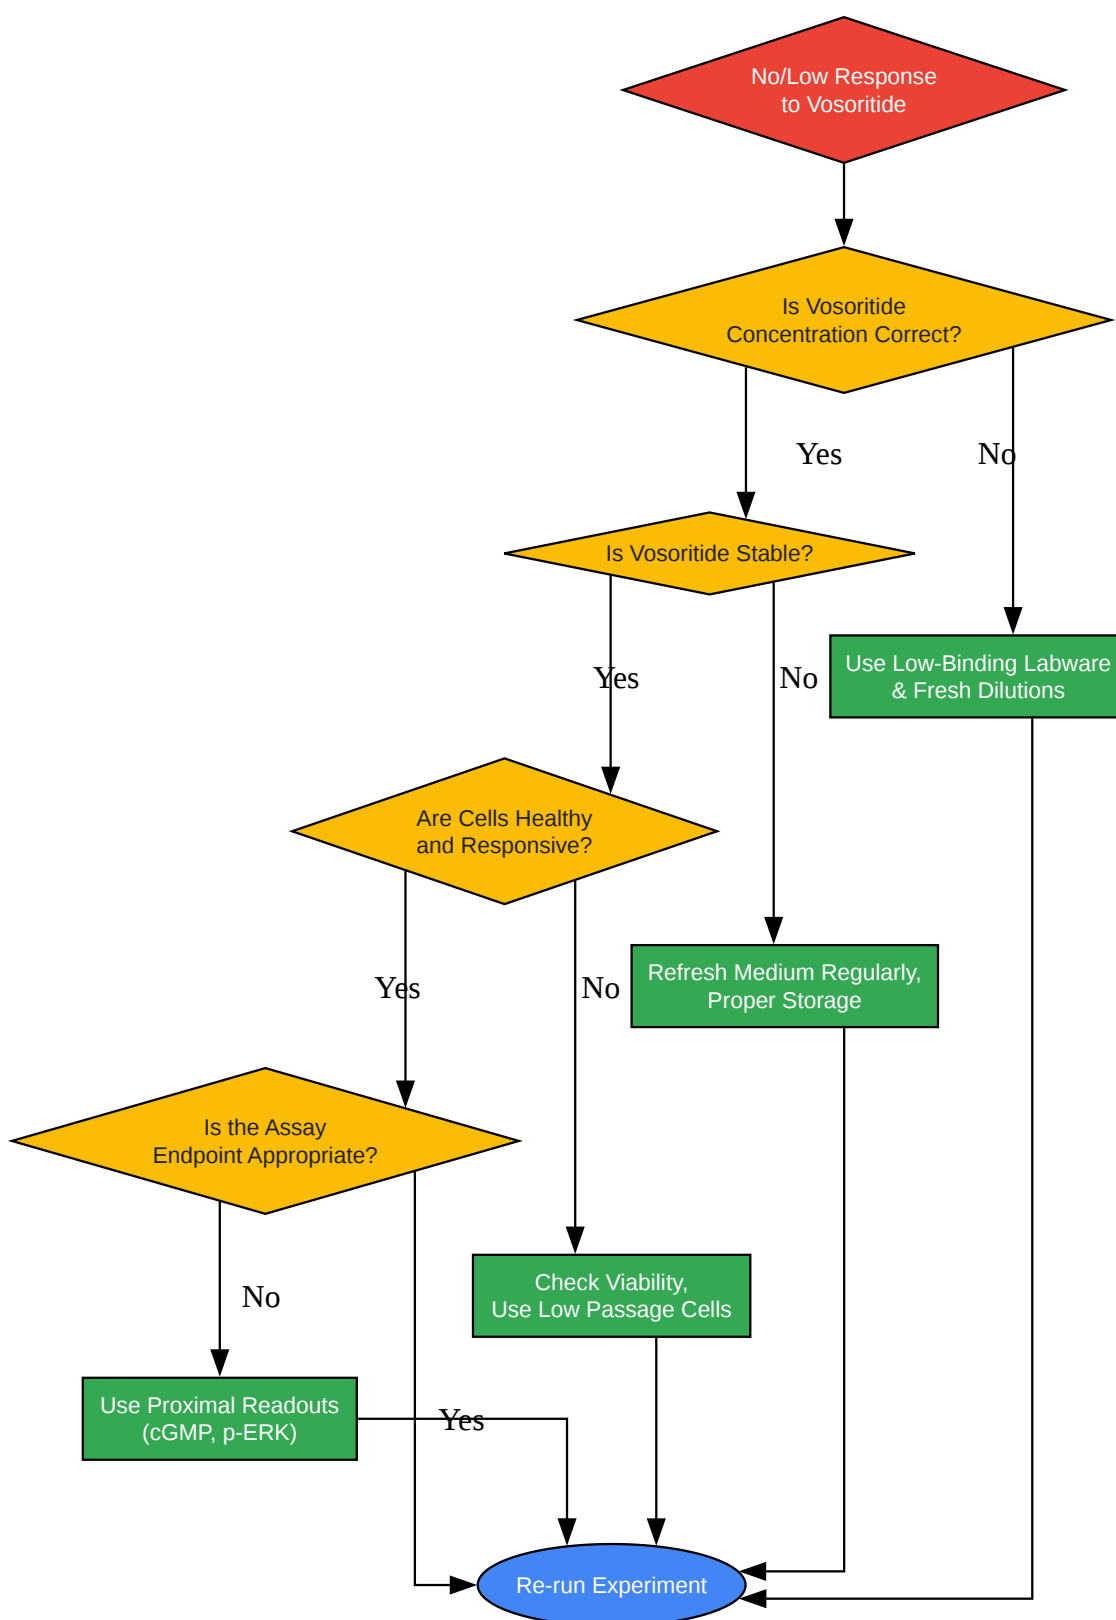 No/Low Response
to Vosoritide
Is Vosoritide
Concentration Correct?
Yes
No
Is Vosoritide Stable?
Yes
No
Use Low-Binding Labware
& Fresh Dilutions
Are Cells Healthy
and Responsive?
Yes
No
Refresh Medium Regularly,
Proper Storage
Is the Assay
Endpoint Appropriate?
No
Check Viability,
Use Low Passage Cells
Use Proximal Readouts
(cGMP, p-ERK)
Yes
Re-run Experiment